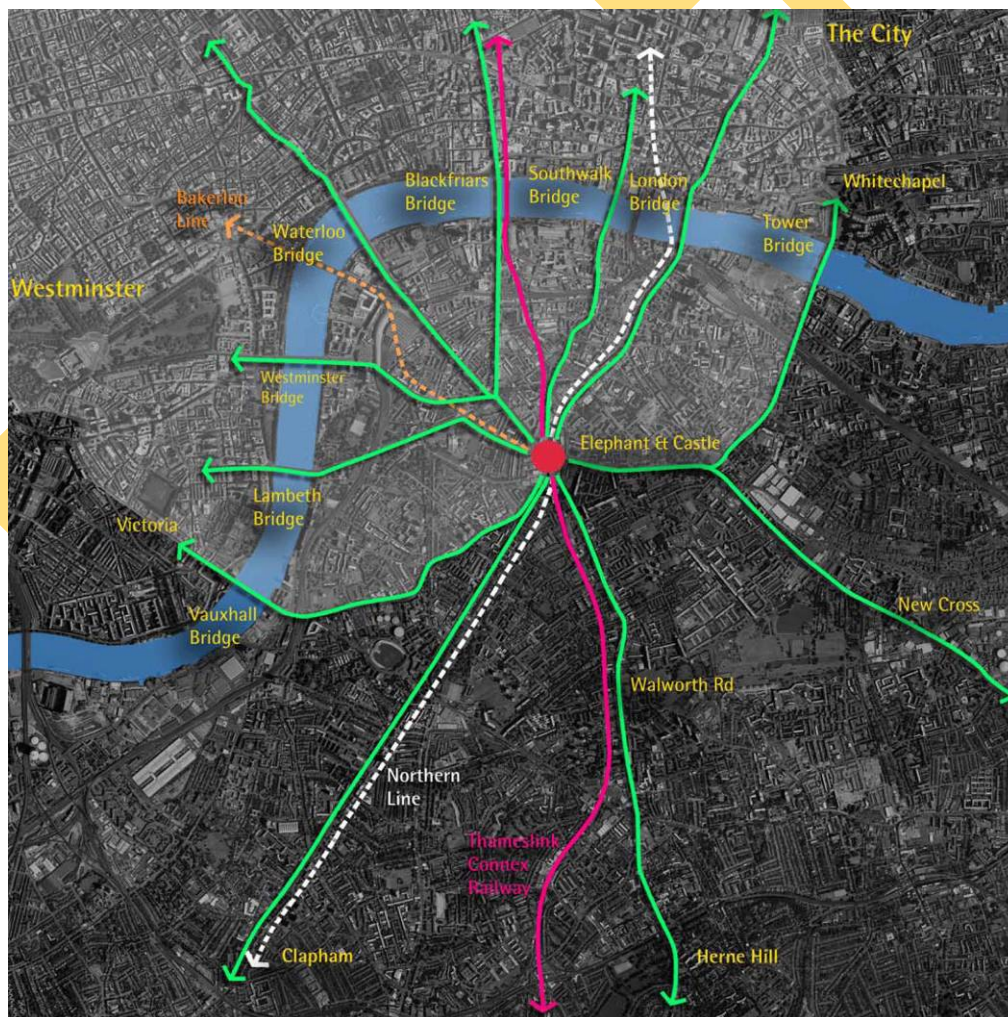 The City
Blackfriars
Bridge
Southwalk
Bridge
London
Bridge
Whitechapel
Bakerloo
Line
Waterloo
Bridge
Tower
Bridge
Westminster
Westminster
Bridge
Elephant & Castle
Lambeth
Bridge
Victoria
Vauxhall
Bridge
New Cross
Walworth Rd
Northern
Line
Thameslink
Connex
Railway
Clapham
Herne Hill